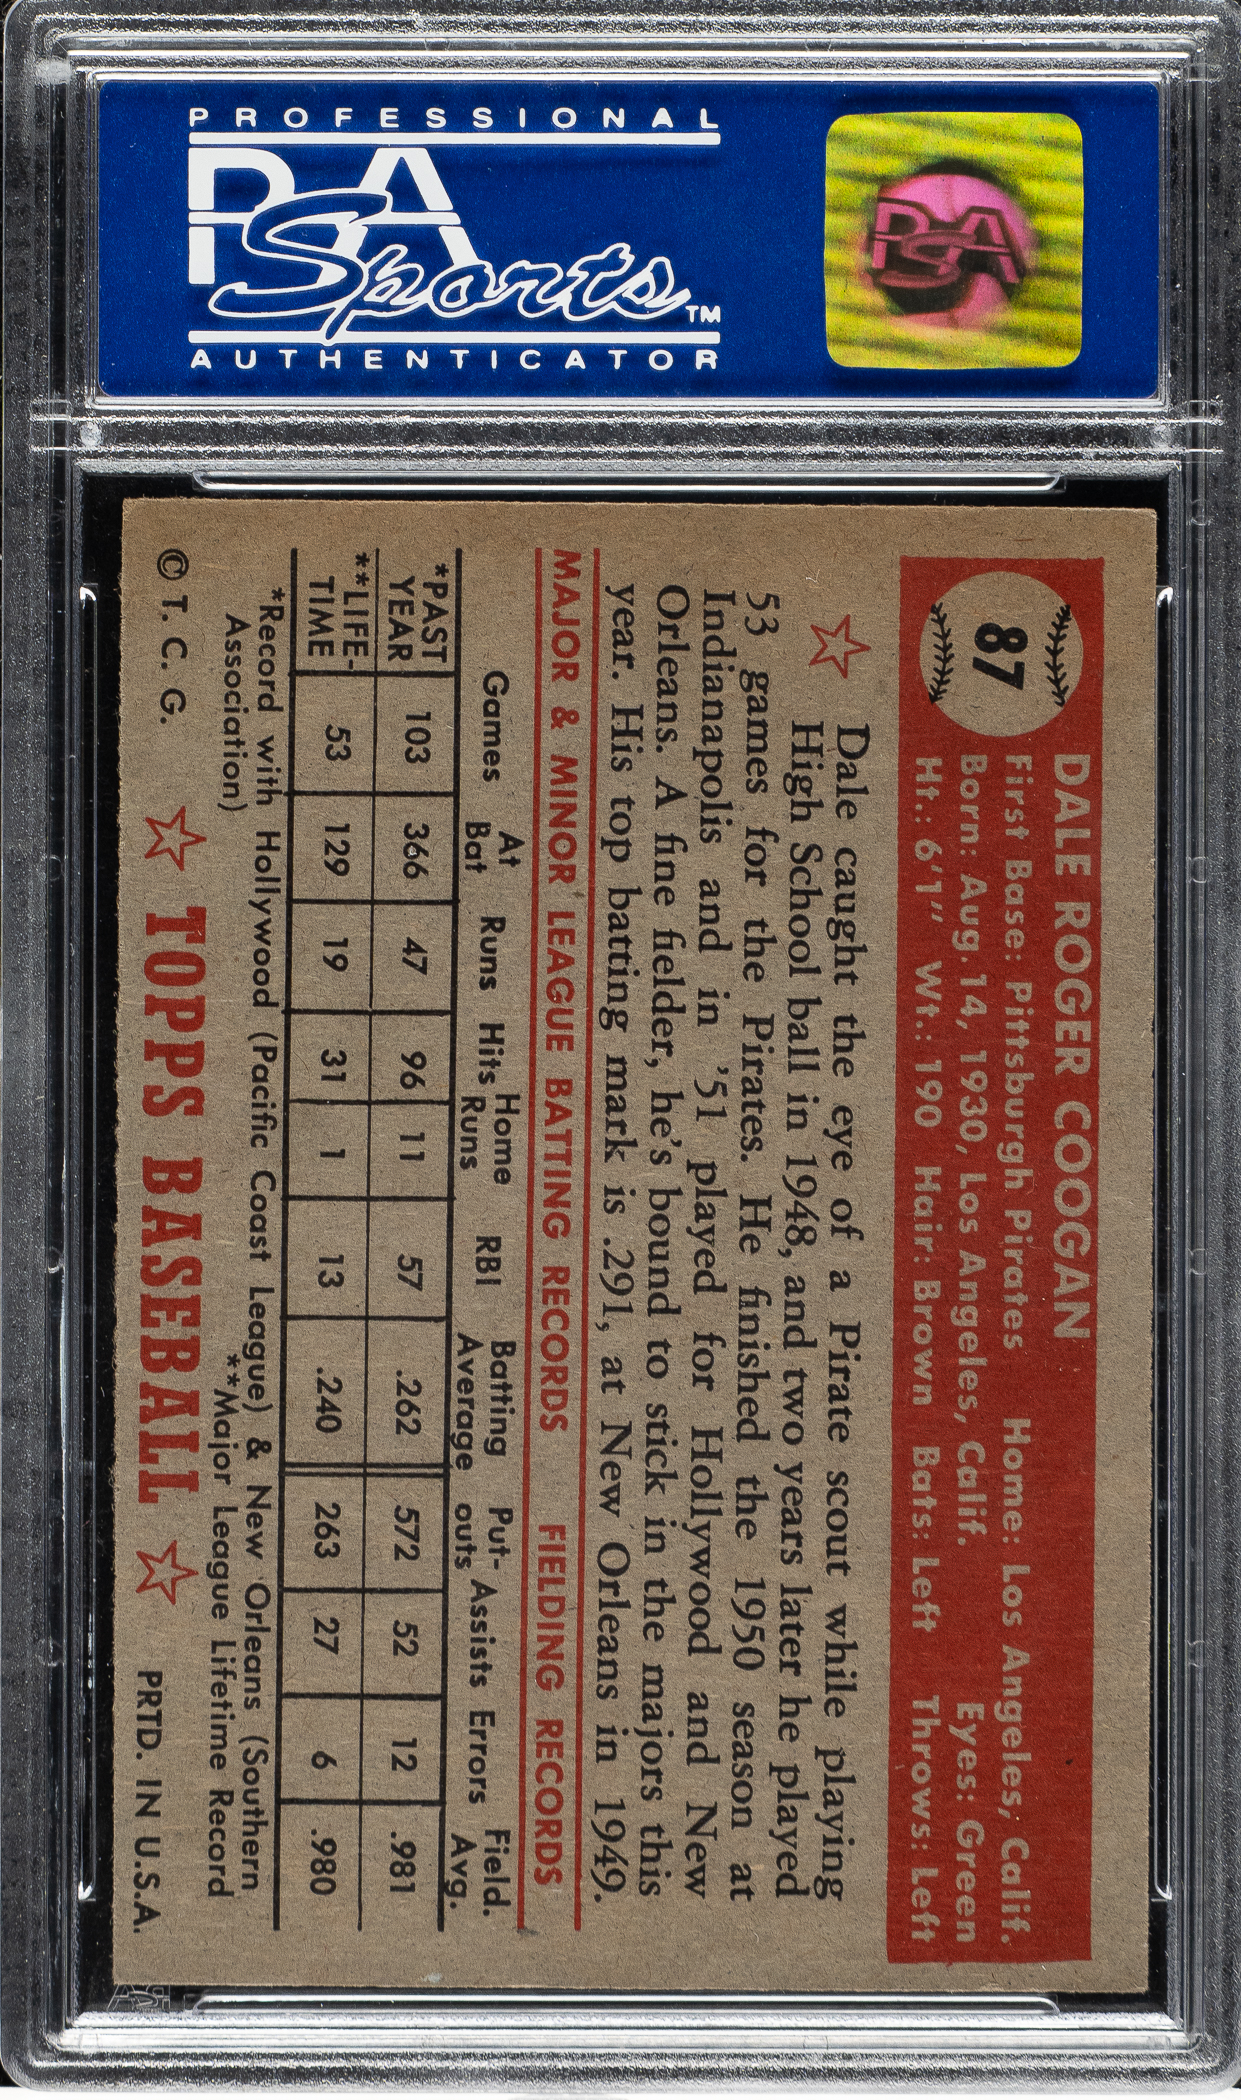 PROFESSIONAL
PSA
Sports™
AUTHENTICATOR
PSA
87
DALE ROGER COOGAN
First Base: Pittsburgh Pirates Home: Los Angeles, Calif.
Born: Aug. 14, 1930, Los Angeles, Calif. Eyes: Green
Ht.: 6'1" Wt.: 190 Hair: Brown Bats: Left Throws: Left
Dale caught the eye of a Pirate scout while playing
High School ball in 1948, and two years later he played
53 games for the Pirates. He finished the 1950 season at
Indianapolis and in '51 played for Hollywood and New
Orleans. A fine fielder, he's bound to stick in the majors this
year. His top batting mark is .291, at New Orleans in 1949.
MAJOR & MINOR LEAGUE BATTING RECORDS FIELDING RECORDS
Games At Bat Runs Hits Home Runs RBI Batting Average Put-outs Assists Errors Field. Avg.
*PAST YEAR 103 366 47 96 11 57 .262 572 52 12 .981
**LIFE-TIME 53 129 19 31 1 13 .240 263 27 6 .980
*Record with Hollywood (Pacific Coast League) & New Orleans (Southern
Association) **Major League Lifetime Record
© T. C. G. TOPPS BASEBALL PRTD. IN U.S.A.
PSA